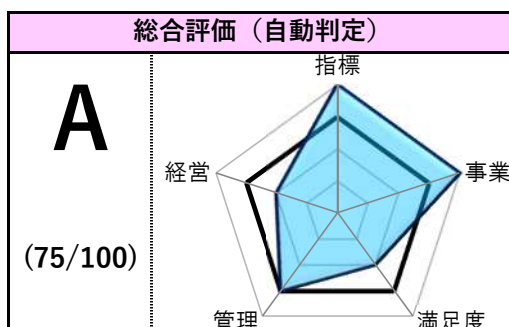 総合評価（自動判定）
A
(75/100)
指標
事業
満足度
管理
経営